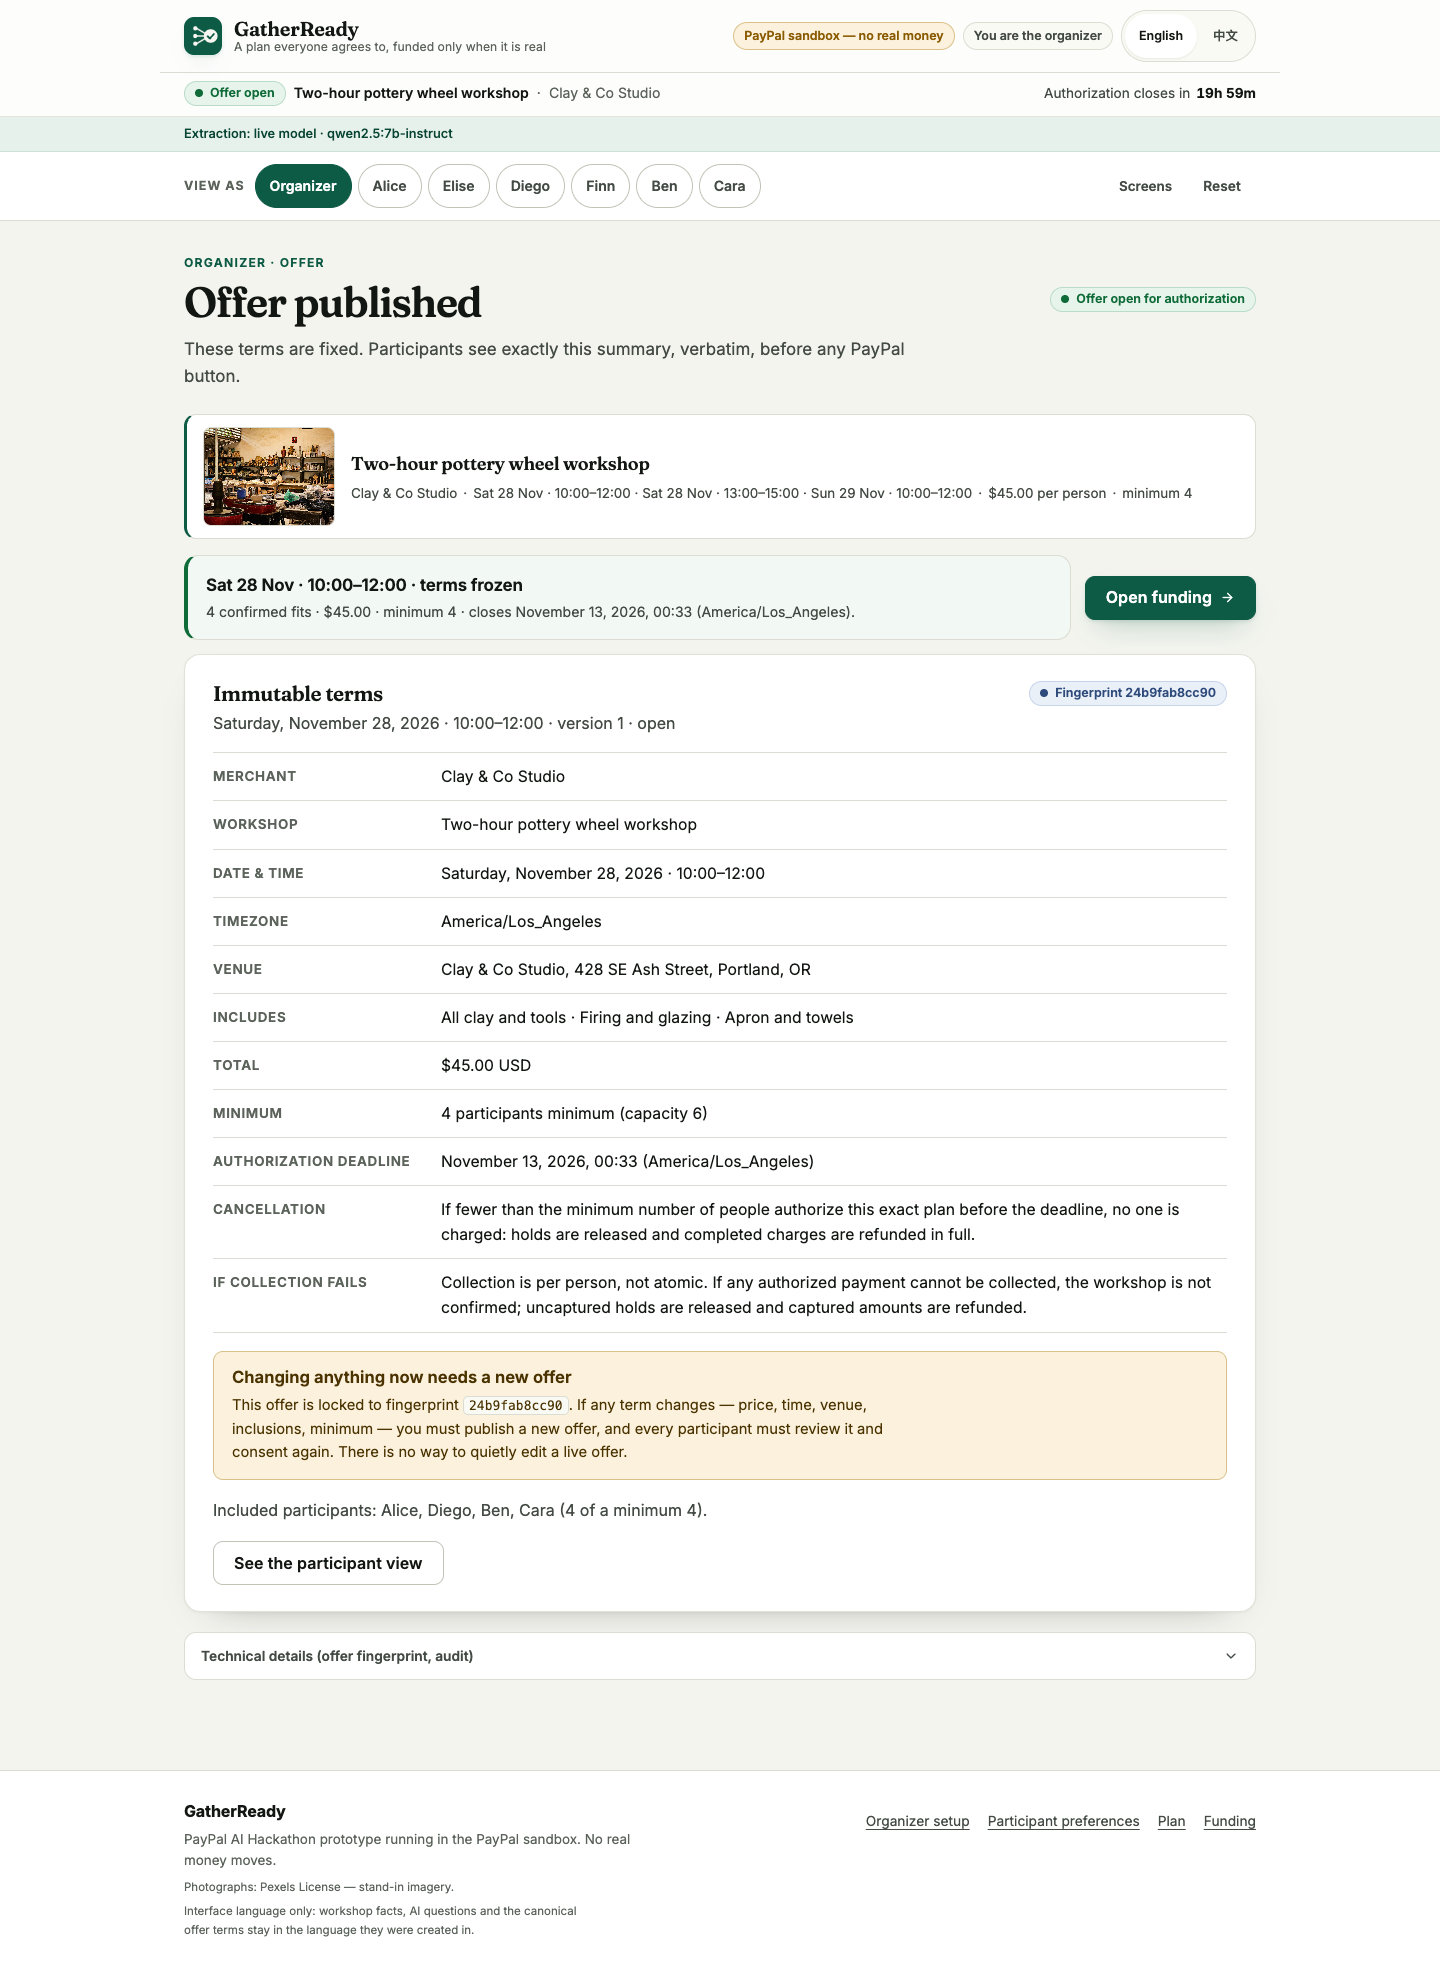 GatherReady
A plan everyone agrees to, funded only when it is real
PayPal sandbox — no real money
You are the organizer
English
中文
Offer open
Two-hour pottery wheel workshop · Clay & Co Studio
Authorization closes in 19h 59m
Extraction: live model · qwen2.5:7b-instruct
VIEW AS
Organizer
Alice
Elise
Diego
Finn
Ben
Cara
Screens
Reset
ORGANIZER · OFFER
Offer published
Offer open for authorization
These terms are fixed. Participants see exactly this summary, verbatim, before any PayPal
button.
Two-hour pottery wheel workshop
Clay & Co Studio · Sat 28 Nov · 10:00–12:00 · Sat 28 Nov · 13:00–15:00 · Sun 29 Nov · 10:00–12:00 · $45.00 per person · minimum 4
Sat 28 Nov · 10:00–12:00 · terms frozen
4 confirmed fits · $45.00 · minimum 4 · closes November 13, 2026, 00:33 (America/Los_Angeles).
Open funding →
Immutable terms
Fingerprint 24b9fab8cc90
Saturday, November 28, 2026 · 10:00–12:00 · version 1 · open
MERCHANT
Clay & Co Studio
WORKSHOP
Two-hour pottery wheel workshop
DATE & TIME
Saturday, November 28, 2026 · 10:00–12:00
TIMEZONE
America/Los_Angeles
VENUE
Clay & Co Studio, 428 SE Ash Street, Portland, OR
INCLUDES
All clay and tools · Firing and glazing · Apron and towels
TOTAL
$45.00 USD
MINIMUM
4 participants minimum (capacity 6)
AUTHORIZATION DEADLINE
November 13, 2026, 00:33 (America/Los_Angeles)
CANCELLATION
If fewer than the minimum number of people authorize this exact plan before the deadline, no one is
charged: holds are released and completed charges are refunded in full.
IF COLLECTION FAILS
Collection is per person, not atomic. If any authorized payment cannot be collected, the workshop is not
confirmed; uncaptured holds are released and captured amounts are refunded.
Changing anything now needs a new offer
This offer is locked to fingerprint 24b9fab8cc90. If any term changes — price, time, venue,
inclusions, minimum — you must publish a new offer, and every participant must review it and
consent again. There is no way to quietly edit a live offer.
Included participants: Alice, Diego, Ben, Cara (4 of a minimum 4).
See the participant view
Technical details (offer fingerprint, audit)
GatherReady
PayPal AI Hackathon prototype running in the PayPal sandbox. No real
money moves.
Photographs: Pexels License — stand-in imagery.
Interface language only: workshop facts, AI questions and the canonical
offer terms stay in the language they were created in.
Organizer setup
Participant preferences
Plan
Funding